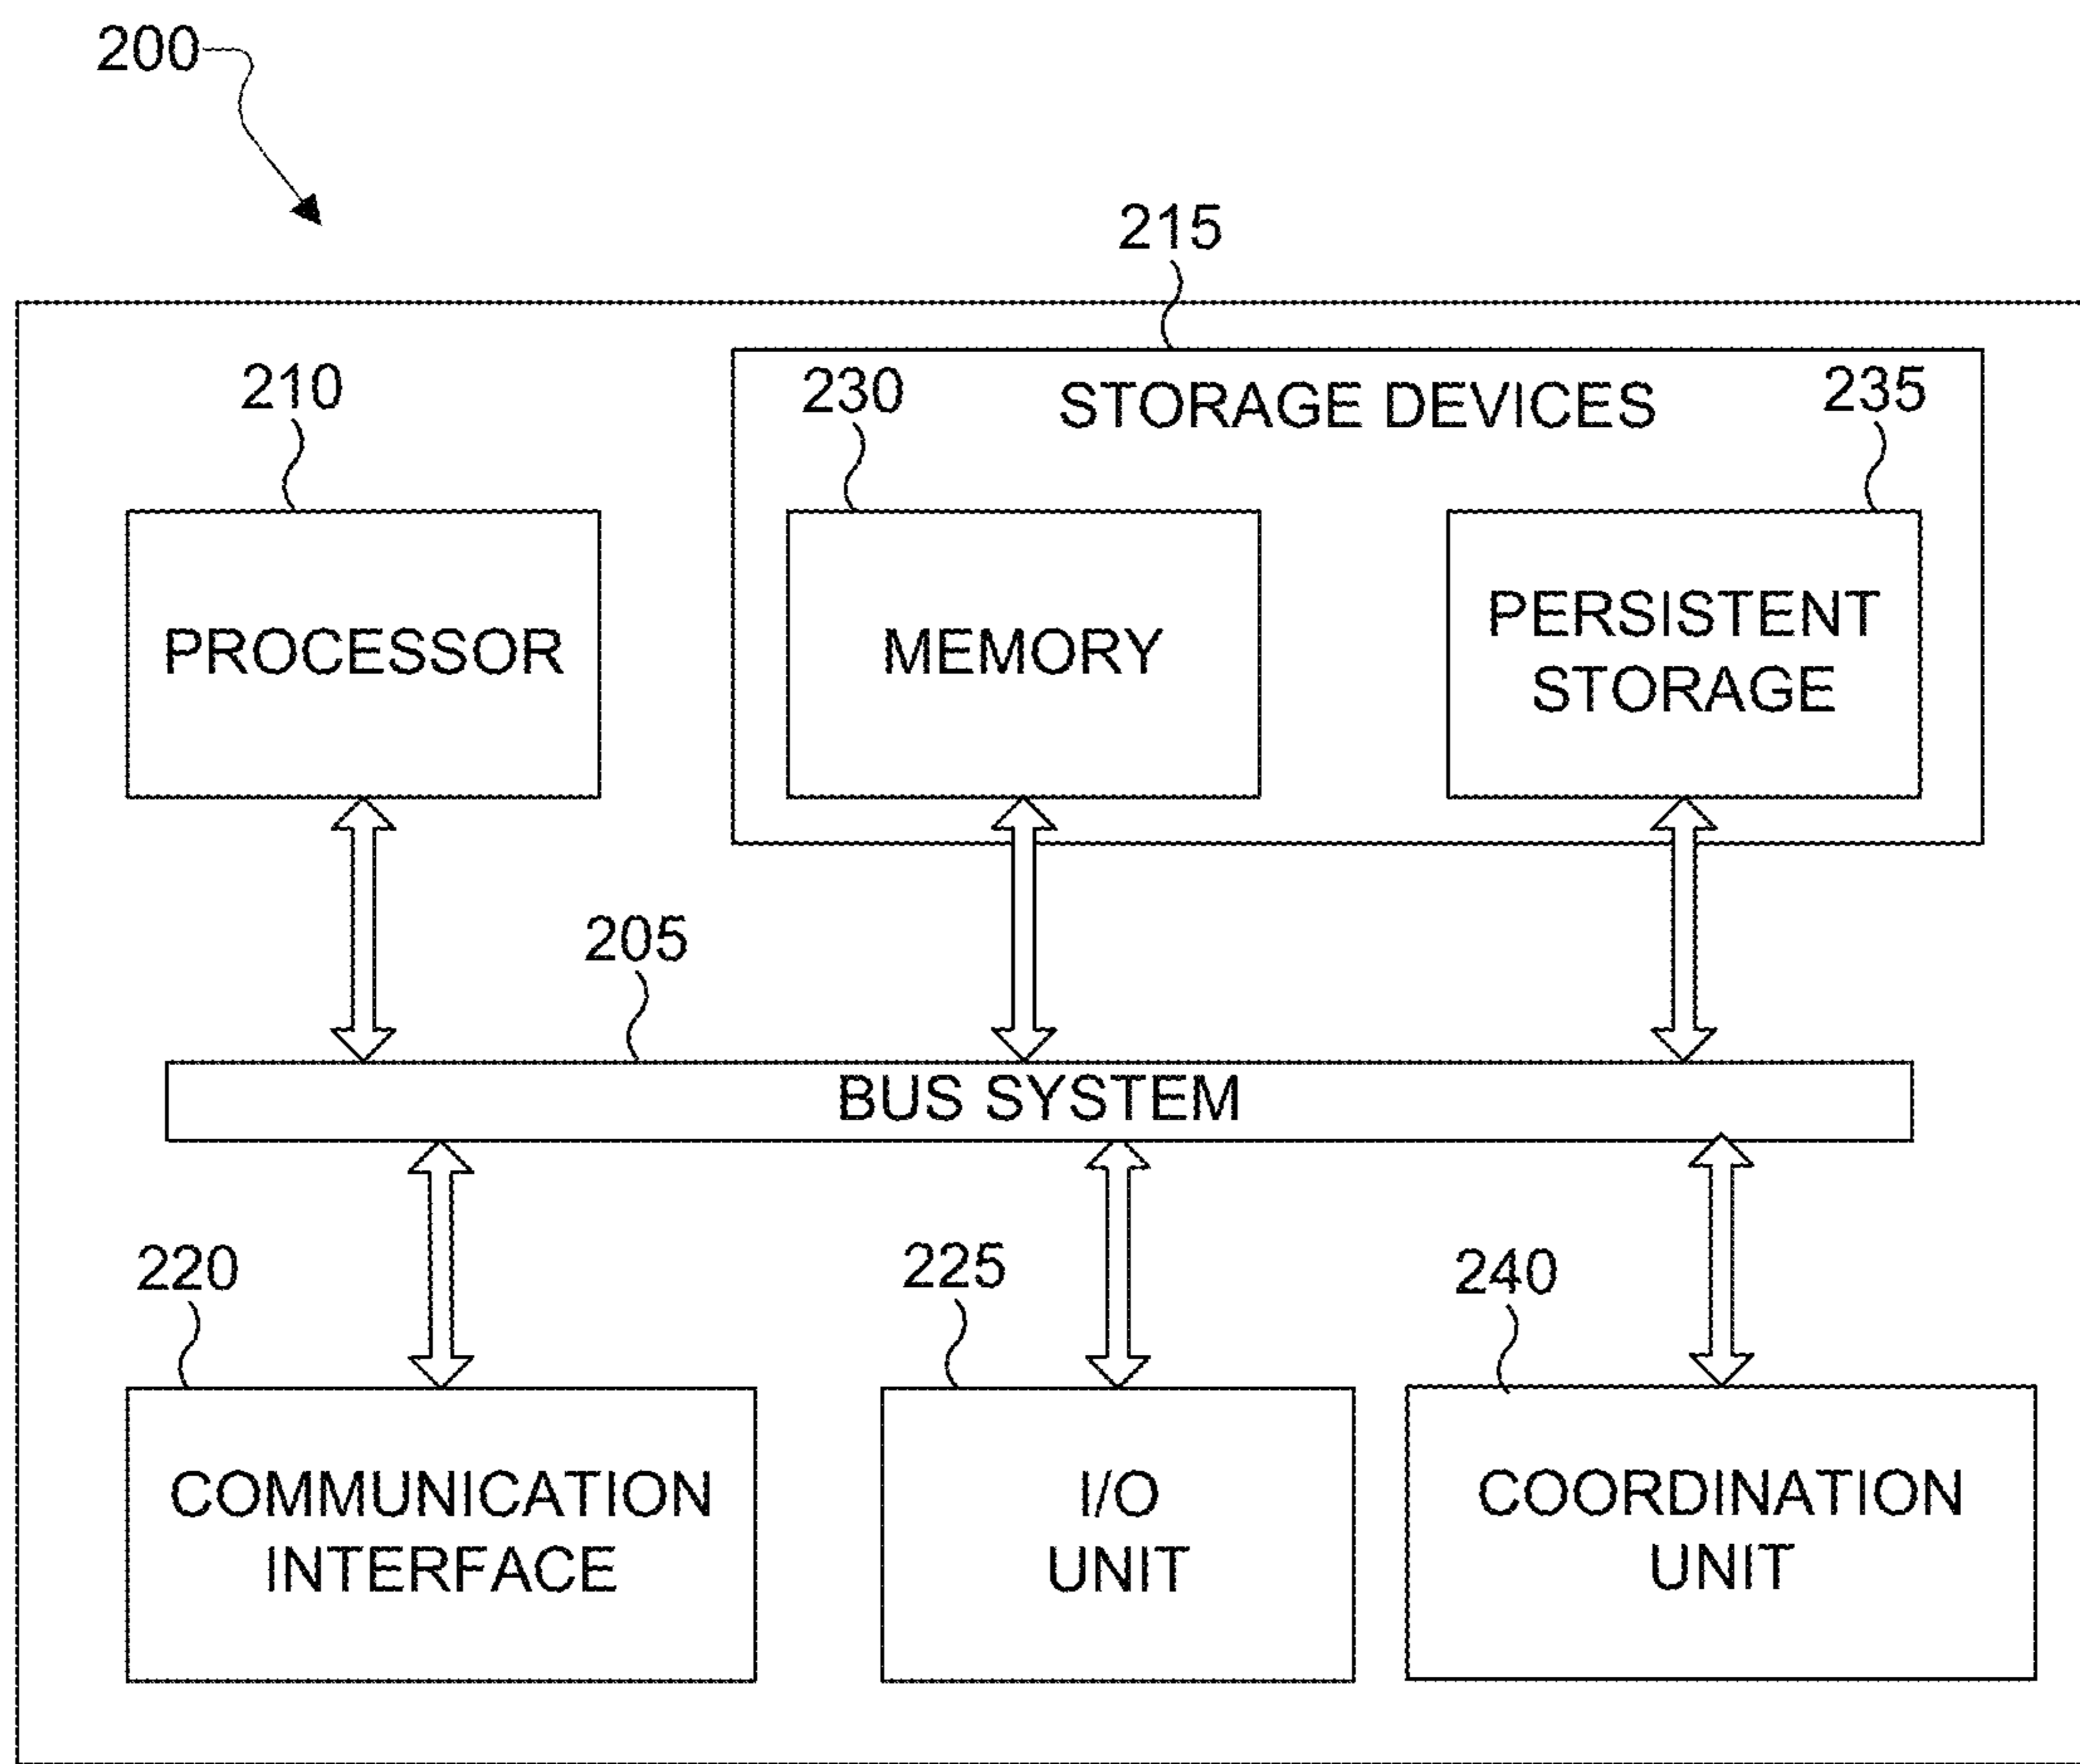 200
215
210
230
STORAGE DEVICES
235
PROCESSOR
MEMORY
PERSISTENT
STORAGE
205
BUS SYSTEM
220
225
240
COMMUNICATION
INTERFACE
I/O
UNIT
COORDINATION
UNIT